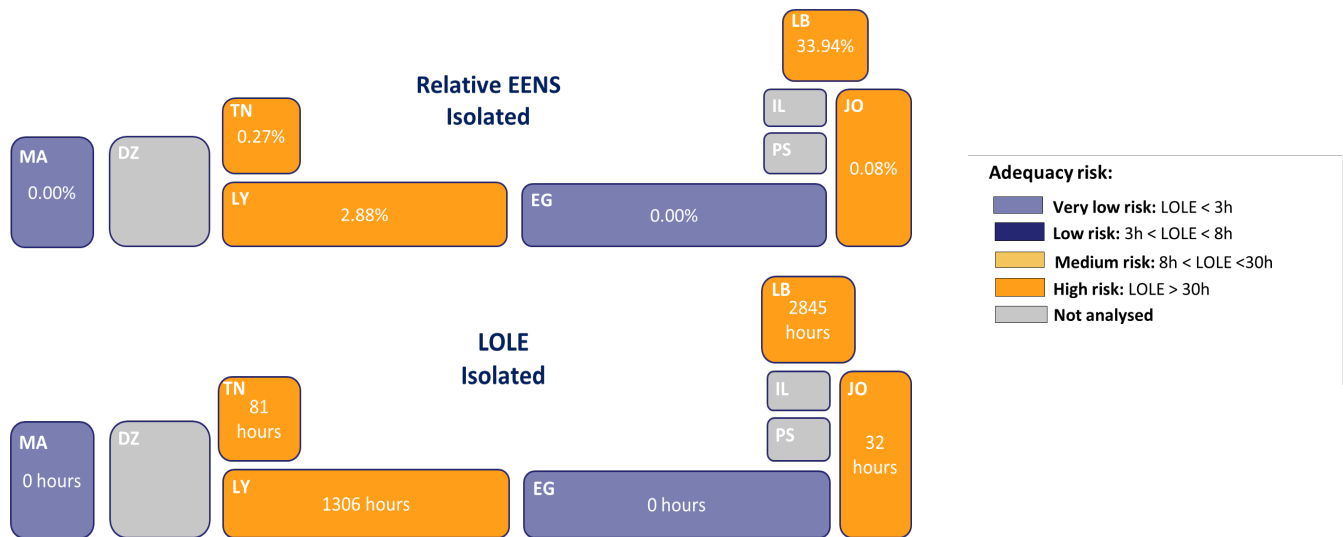 LB
33.94%
Relative EENS
Isolated
IL
JO
TN
0.27%
PS
MA
0.00%
DZ
0.08%
LY
2.88%
EG
0.00%
Adequacy risk:
Very low risk: LOLE < 3h
Low risk: 3h < LOLE < 8h
Medium risk: 8h < LOLE <30h
High risk: LOLE > 30h
Not analysed
LB
2845
hours
LOLE
Isolated
TN
81
hours
IL
JO
PS
MA
0 hours
DZ
32
hours
LY
1306 hours
EG
0 hours